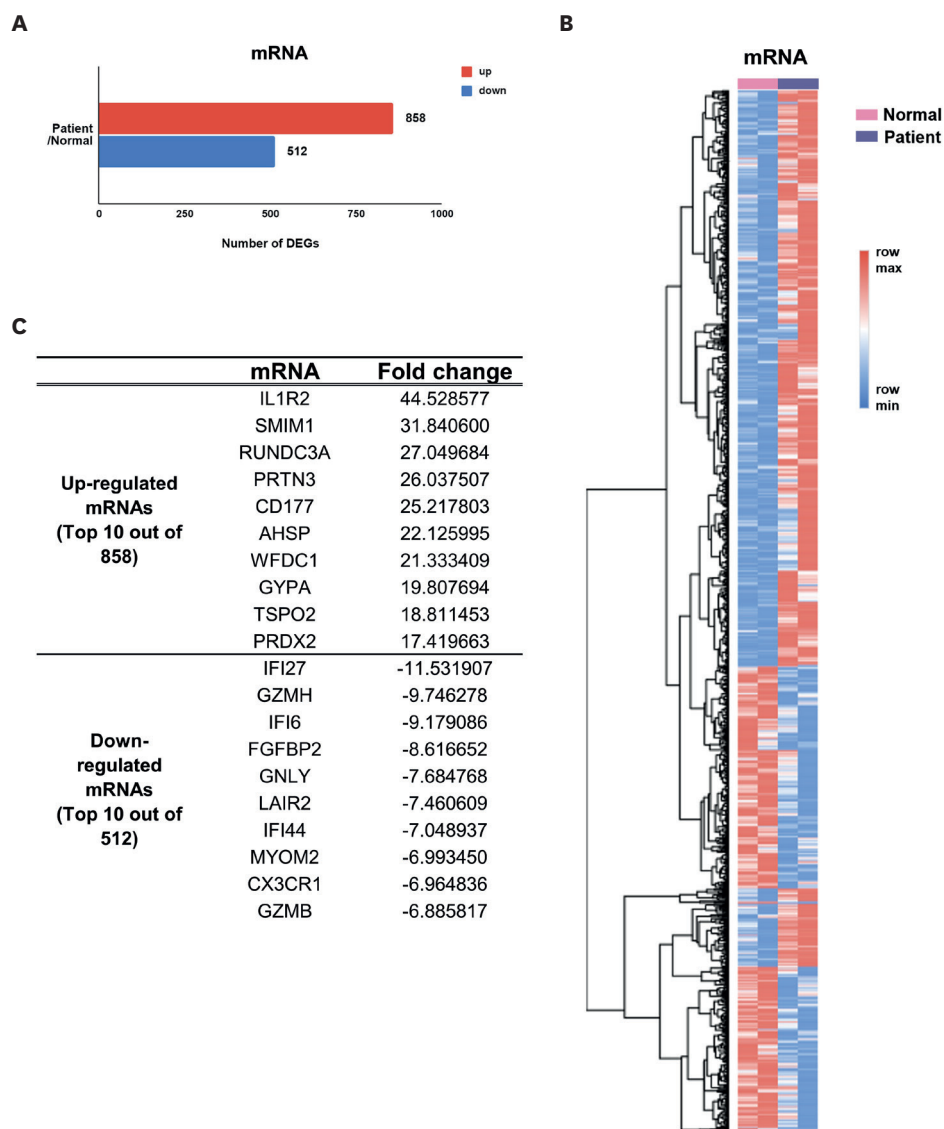 A
mRNA
up
down
Patient
/Normal
858
512
0
250
500
750
1000
Number of DEGs
B
mRNA
Normal
Patient
row
max
row
min
C
mRNA Fold change
Up-regulated
mRNAs
(Top 10 out of
858)
IL1R2 44.528577
SMIM1 31.840600
RUNDC3A 27.049684
PRTN3 26.037507
CD177 25.217803
AHSP 22.125995
WFDC1 21.333409
GYPA 19.807694
TSPO2 18.811453
PRDX2 17.419663
Down-
regulated
mRNAs
(Top 10 out of
512)
IFI27 -11.531907
GZMH -9.746278
IFI6 -9.179086
FGFBP2 -8.616652
GNLY -7.684768
LAIR2 -7.460609
IFI44 -7.048937
MYOM2 -6.993450
CX3CR1 -6.964836
GZMB -6.885817